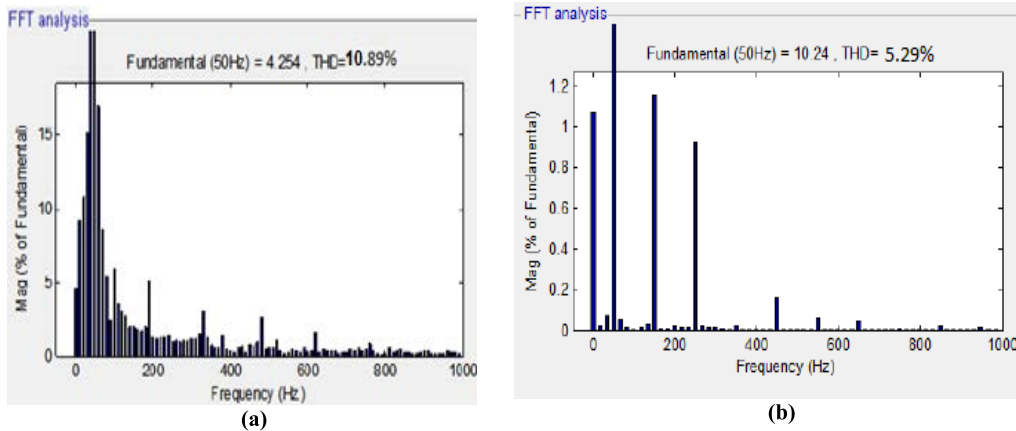 FFT analysis
Fundamental (50Hz) = 4.254 , THD=10.89%
Mag (% of Fundamental)
15
10
5
0
0
200
400
600
800
1000
Frequency (Hz)
(a)
FFT analysis
Fundamental (50Hz) = 10.24 , THD= 5.29%
Mag (% of Fundamental)
1.2
1
0.8
0.6
0.4
0.2
0
0
200
400
600
800
1000
Frequency (Hz)
(b)